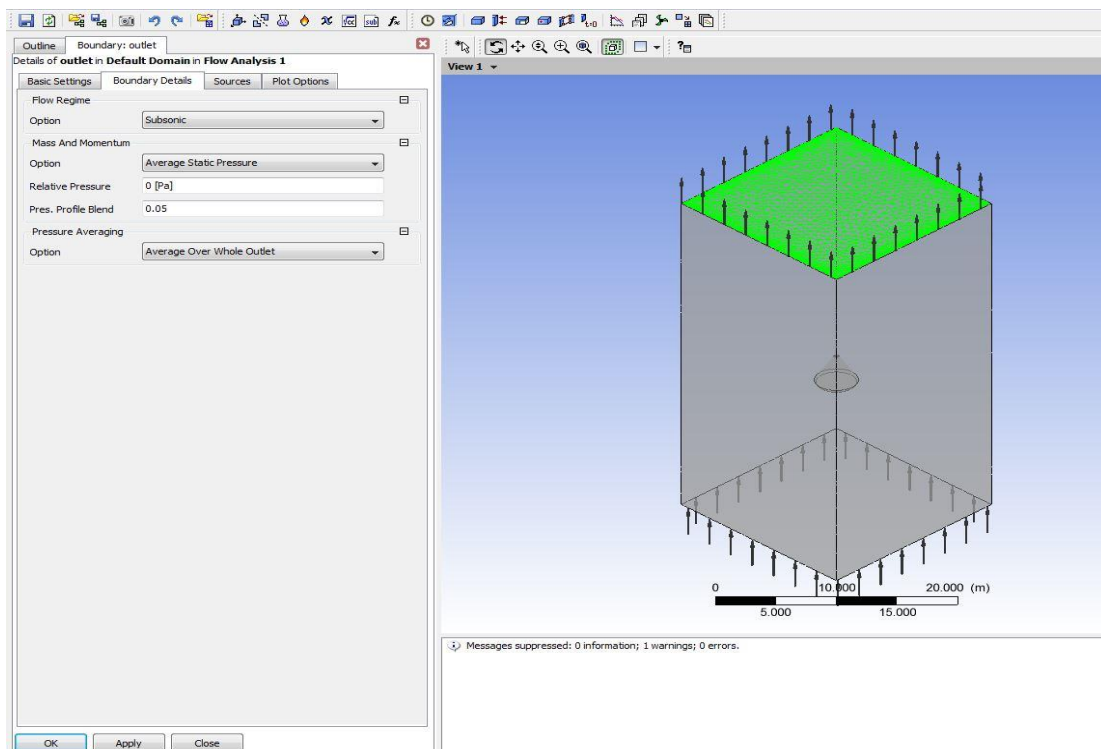 Outline
Boundary: outlet
Details of outlet in Default Domain in Flow Analysis 1
Basic Settings
Boundary Details
Sources
Plot Options
Flow Regime
Option
Subsonic
Mass And Momentum
Option
Average Static Pressure
Relative Pressure
0 [Pa]
Pres. Profile Blend
0.05
Pressure Averaging
Option
Average Over Whole Outlet
OK
Apply
Close
View 1
0
10.000
20.000 (m)
5.000
15.000
Messages suppressed: 0 information; 1 warnings; 0 errors.